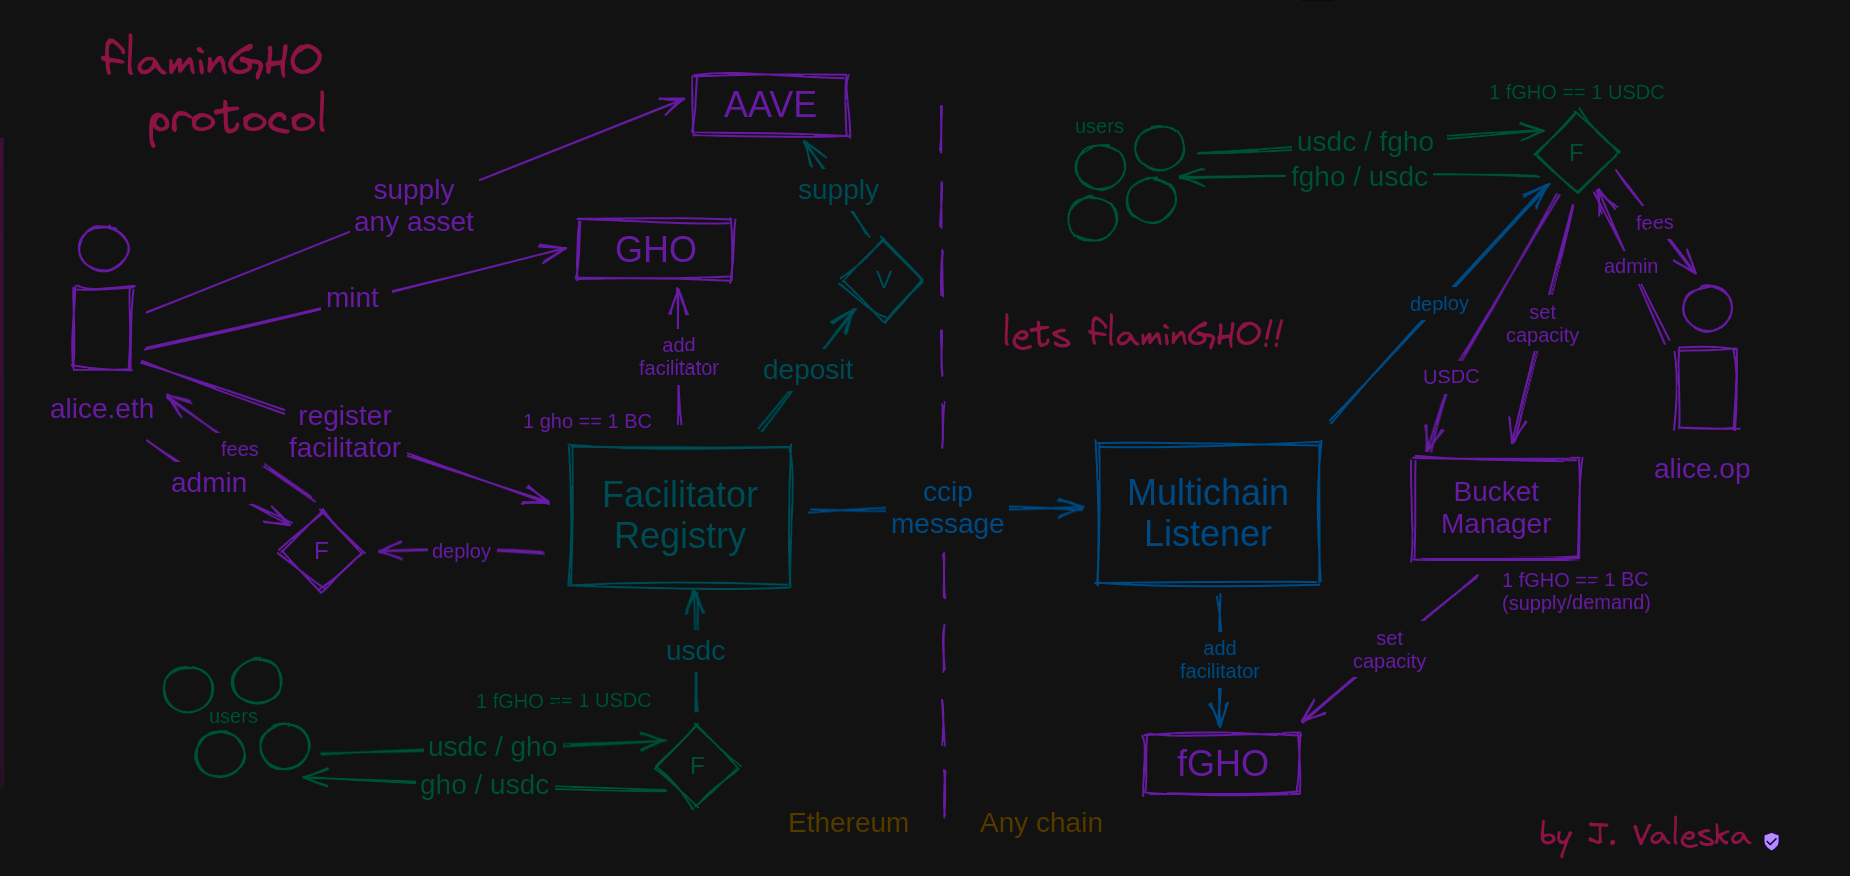 flaminGHO
protocol
AAVE
supply
any asset
supply
GHO
V
mint
add
facilitator
deposit
alice.eth
register
facilitator
1 gho == 1 BC
fees
admin
Facilitator
Registry
F
deploy
usdc
users
1 fGHO == 1 USDC
usdc / gho
gho / usdc
F
Ethereum
ccip
message
1 fGHO == 1 USDC
users
usdc / fgho
fgho / usdc
F
fees
admin
deploy
set
capacity
lets flaminGHO!!
USDC
alice.op
Multichain
Listener
Bucket
Manager
1 fGHO == 1 BC
(supply/demand)
add
facilitator
set
capacity
fGHO
Any chain
by J. Valeska